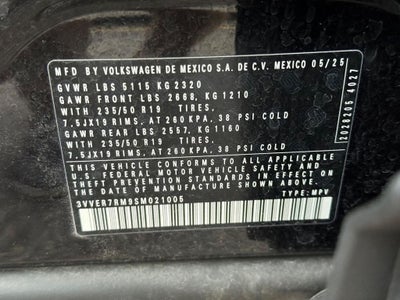 MFD BY VOLKSWAGEN DE MEXICO S.A. DE C.V. MEXICO 05/25
GVWR LBS 5115 KG 2320
GAWR FRONT LBS 2668, KG 1210
WITH 235/50 R19 TIRES,
7.5JX19 RIMS, AT 260 KPA, 38 PSI COLD
GAWR REAR LBS 2557, KG 1160
WITH 235/50 R19 TIRES,
7.5JX19 RIMS, AT 260 KPA, 38 PSI COLD
THIS VEHICLE CONFORMS TO ALL APPLICABLE
U.S. FEDERAL MOTOR VEHICLE SAFETY AND
THEFT PREVENTION STANDARDS IN EFFECT ON
THE DATE OF MANUFACTURE SHOWN ABOVE.
3VVER7RM9SM021005 TYPE: MPV
2028205 4027